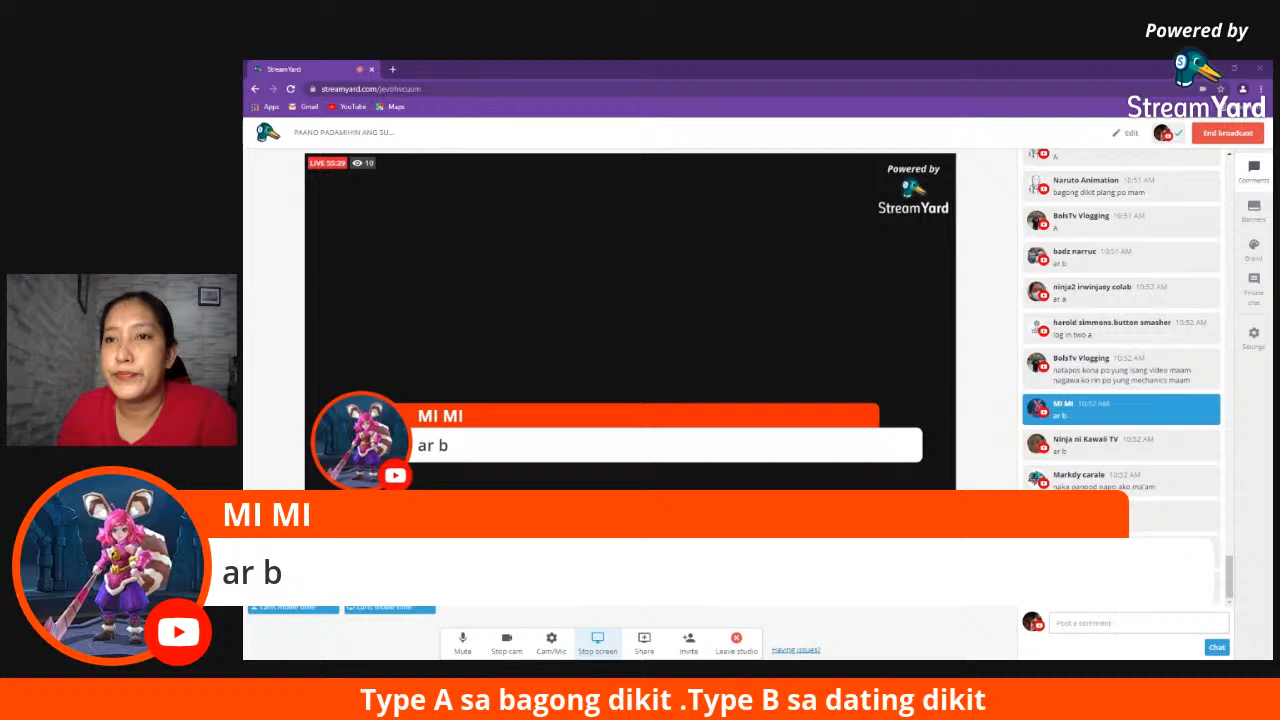 Powered by
StreamYard
StreamYard
streamyard.com/jevbhvcuum
Apps
Gmail
YouTube
Maps
PAANO PADAMIHIN ANG SU...
Edit
End broadcast
LIVE 55:39
10
Powered by
StreamYard
MI MI
ar b
A
Naruto Animation 10:51 AM
bagong dikit plang po mam
BolsTv Vlogging 10:51 AM
A
badz narruc 10:51 AM
ar b
ninja2 irwinjasy colab 10:52 AM
ar a
harold simmons.button smasher 10:52 AM
log in two a
BolsTv Vlogging 10:52 AM
natapos kona po yung isang video maam
nagawa ko rin po yung mechanics maam
MI MI 10:52 AM
ar b
Ninja ni Kawaii TV 10:52 AM
ar b
Markdy carale 10:52 AM
naka panood napo ako ma'am.
Comments
Banners
Brand
Private
chat
Settings
MI MI
ar b
Mute
Stop cam
Cam/Mic
Stop screen
Share
Invite
Leave studio
Having issues?
Post a comment
Chat
Type A sa bagong dikit .Type B sa dating dikit